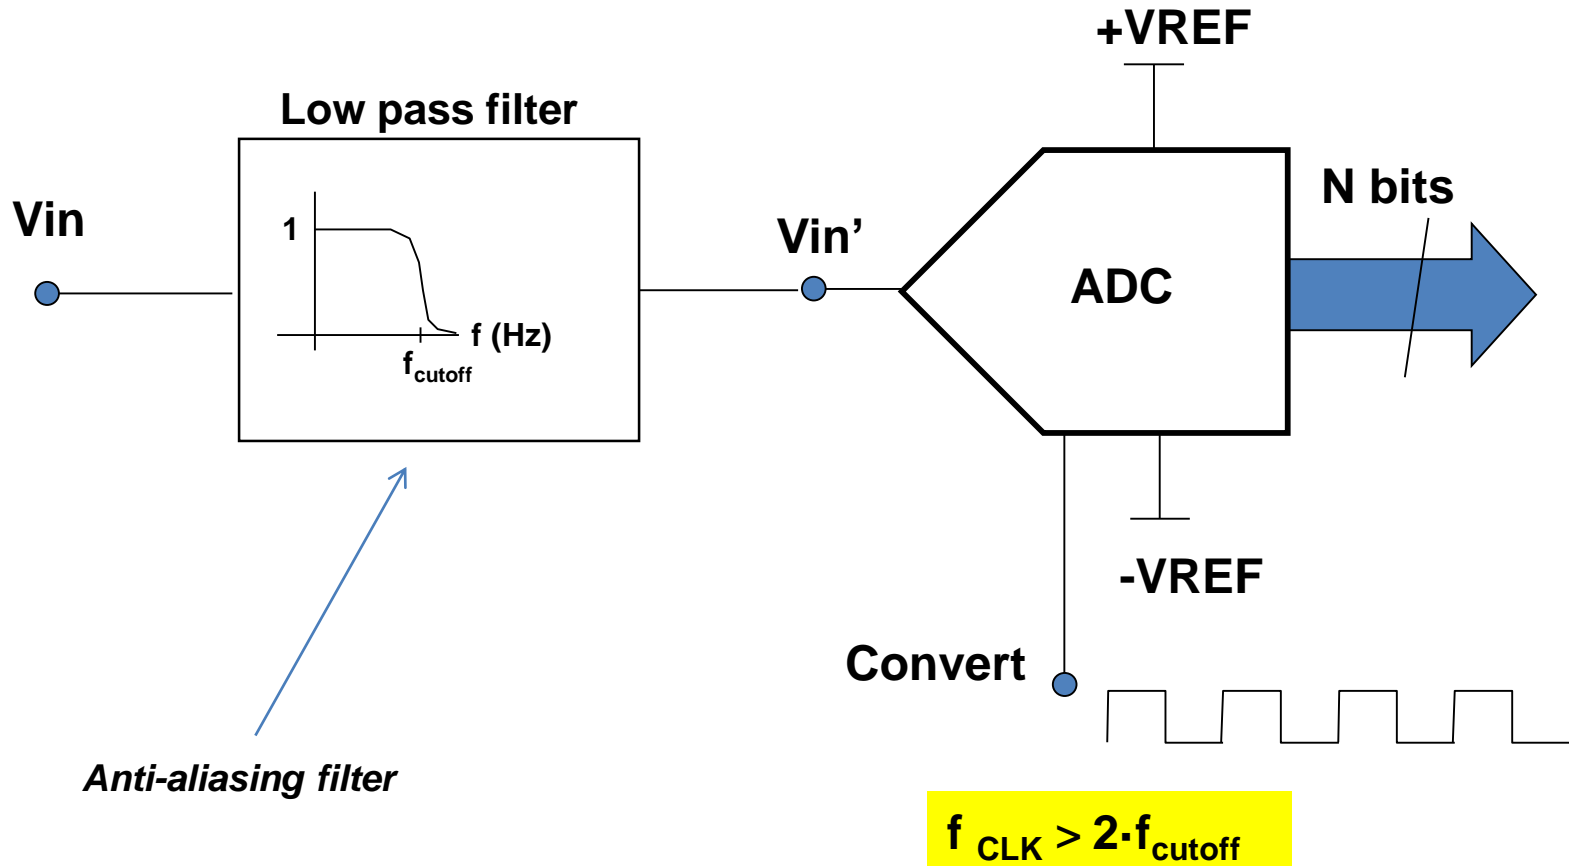 +VREF
Low pass filter
Vin
1
f (Hz)
fcutoff
Vin’
ADC
N bits
-VREF
Convert
Anti-aliasing filter
f CLK > 2·fcutoff